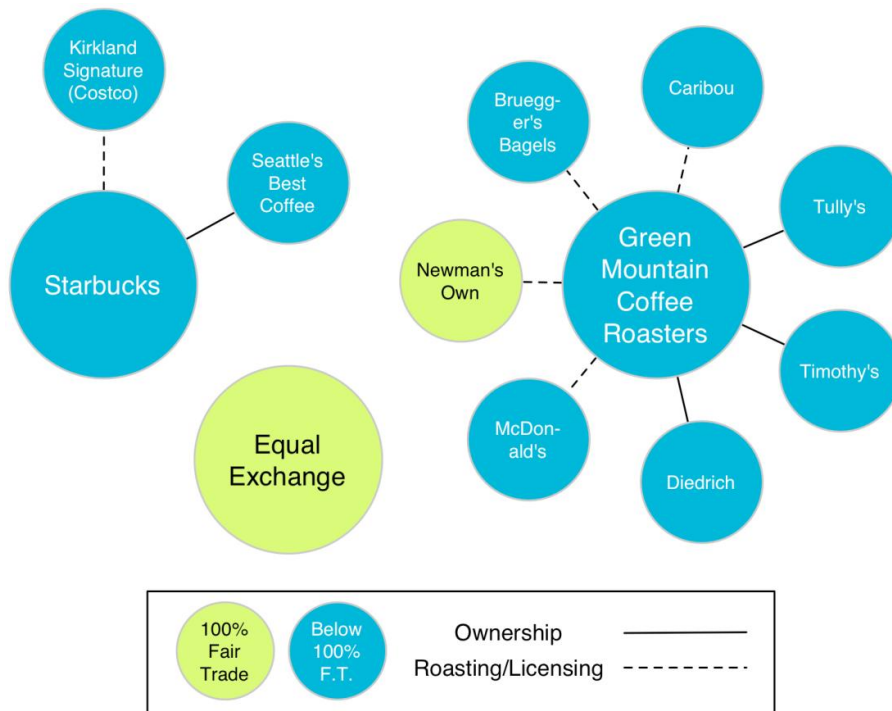 Kirkland
Signature
(Costco)
Seattle's
Best
Coffee
Starbucks
Equal
Exchange
Bruegg-
er's
Bagels
Caribou
Tully's
Newman's
Own
Green
Mountain
Coffee
Roasters
Timothy's
McDon-
ald's
Diedrich
100%
Fair
Trade
Below
100%
F.T.
Ownership
Roasting/Licensing